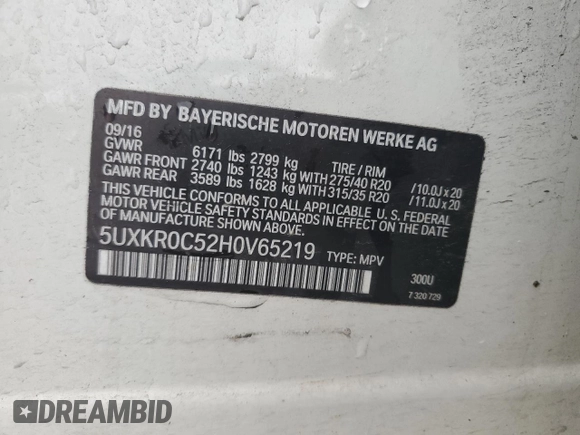 MFD BY BAYERISCHE MOTOREN WERKE AG
09/16
GVWR 6171 lbs 2799 kg TIRE / RIM
GAWR FRONT 2740 lbs 1243 kg WITH 275/40 R20 /10.0J x 20
GAWR REAR 3589 lbs 1628 kg WITH 315/35 R20 /11.0J x 20
THIS VEHICLE CONFORMS TO ALL APPLICABLE U.S. FEDERAL
MOTOR VEHICLE SAFETY STANDARDS IN EFFECT ON THE DATE
OF MANUFACTURE SHOWN ABOVE.
5UXKR0C52H0V65219 TYPE: MPV
300U
7 320 729
DREAMBID